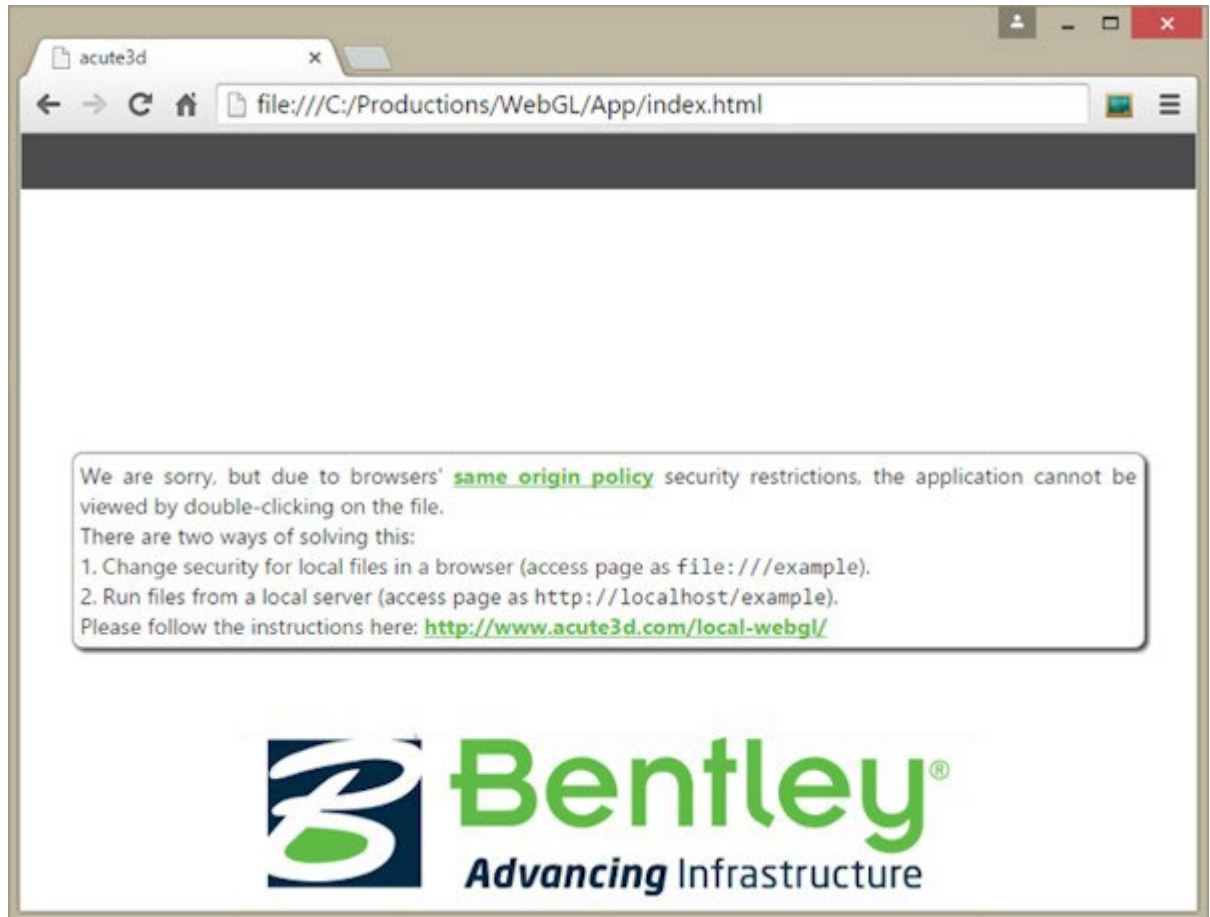 acute3d
file:///C:/Productions/WebGL/App/index.html
We are sorry, but due to browsers' same origin policy security restrictions, the application cannot be
viewed by double-clicking on the file.
There are two ways of solving this:
1. Change security for local files in a browser (access page as file:///example).
2. Run files from a local server (access page as http://localhost/example).
Please follow the instructions here: http://www.acute3d.com/local-webgl/
B
Bentley®
Advancing Infrastructure